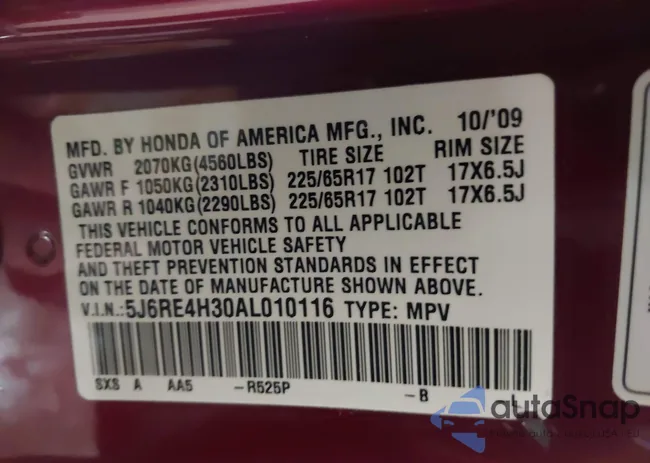 MFD. BY HONDA OF AMERICA MFG., INC. 10/'09
GVWR 2070KG(4560LBS) TIRE SIZE RIM SIZE
GAWR F 1050KG(2310LBS) 225/65R17 102T 17X6.5J
GAWR R 1040KG(2290LBS) 225/65R17 102T 17X6.5J
THIS VEHICLE CONFORMS TO ALL APPLICABLE
FEDERAL MOTOR VEHICLE SAFETY
AND THEFT PREVENTION STANDARDS IN EFFECT
ON THE DATE OF MANUFACTURE SHOWN ABOVE.
V.I.N.:5J6RE4H30AL010116 TYPE: MPV
SXS A AA5 -R525P -B
autoSnap